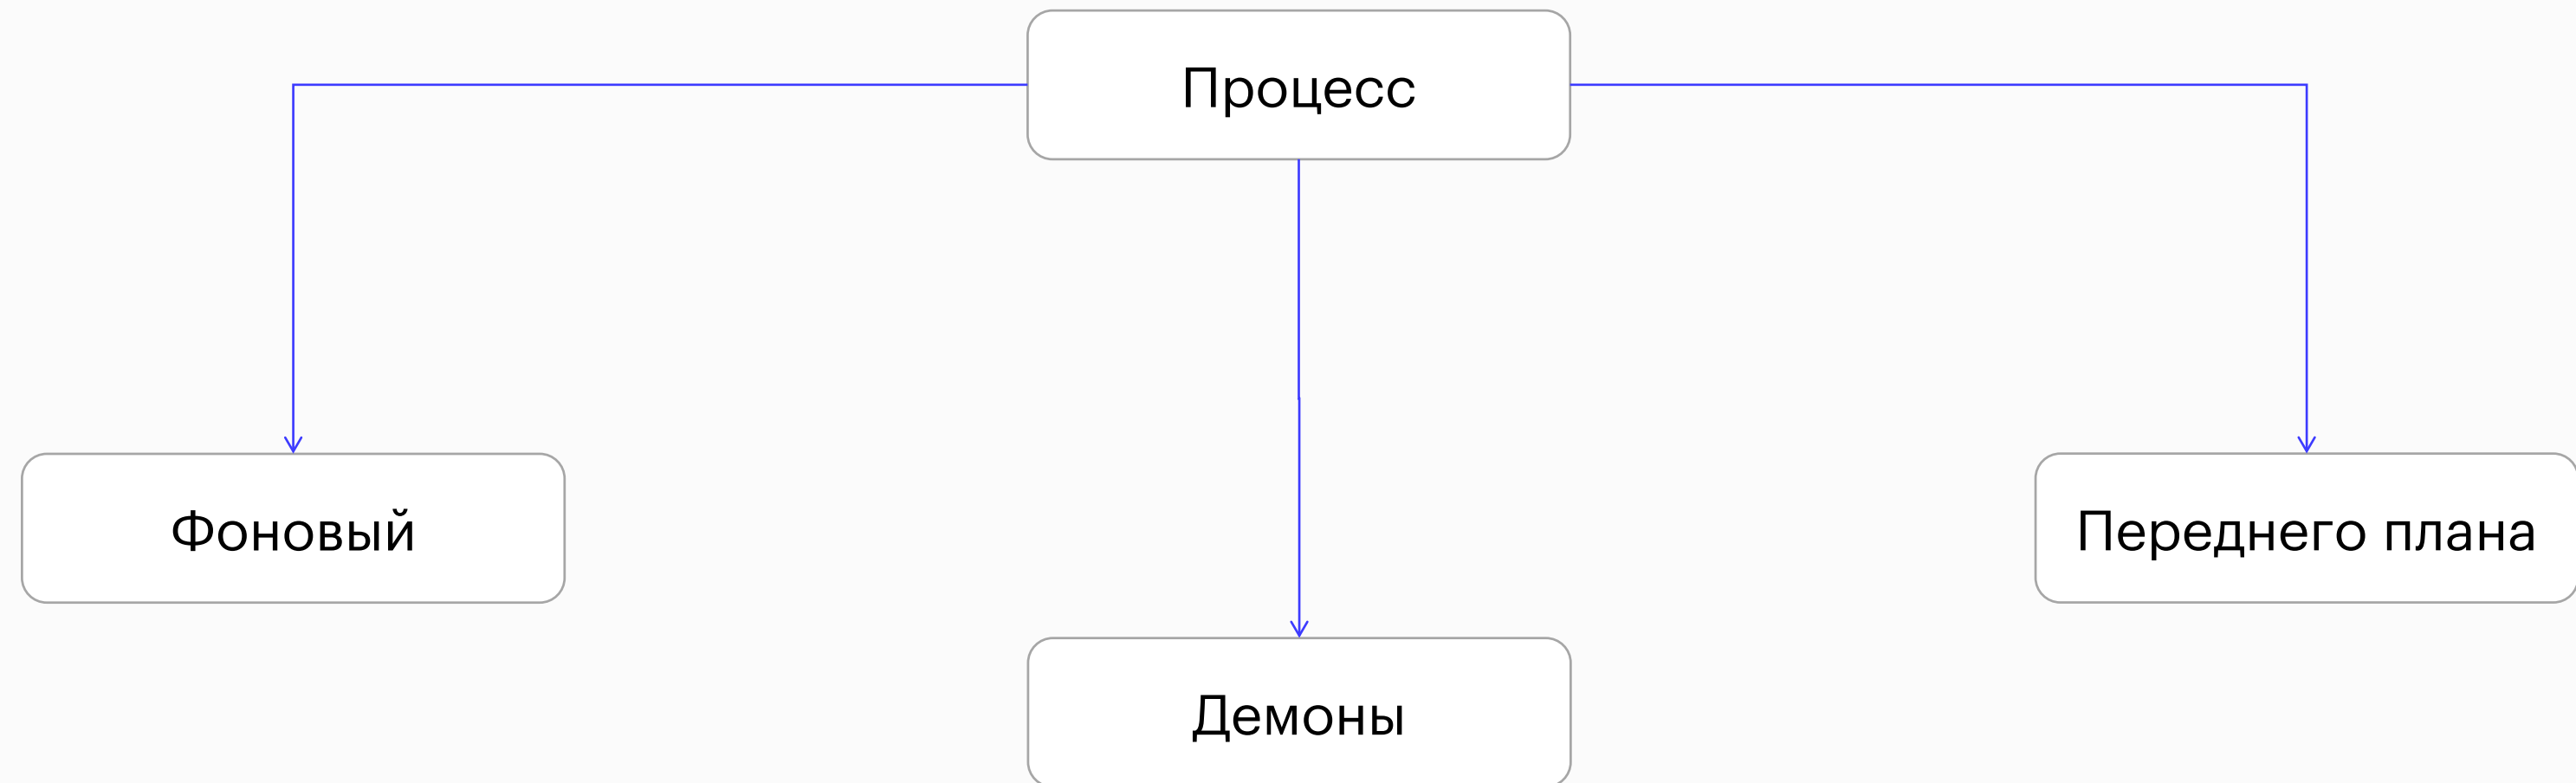 Процесс
Фоновый
Переднего плана
Демоны